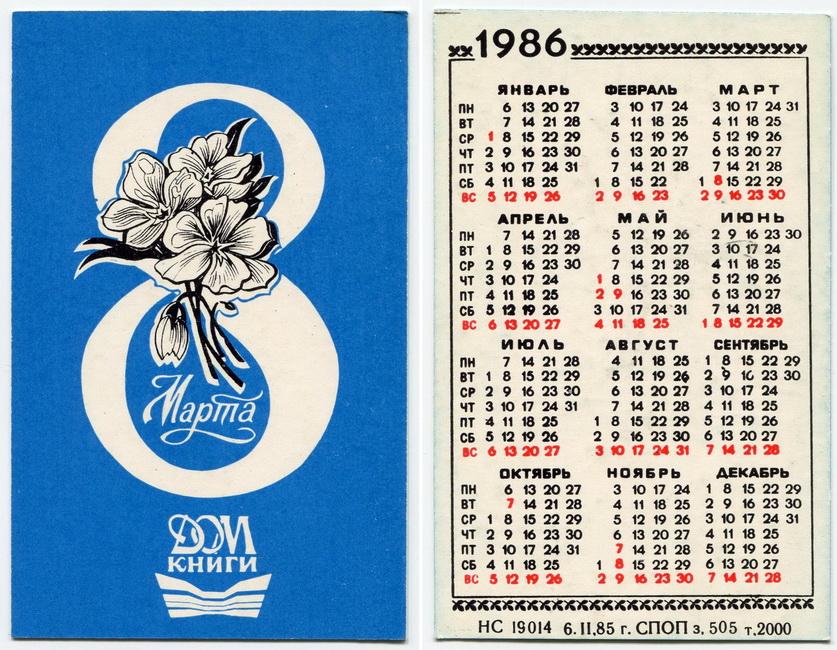 8
Марта
ДОМ
КНИГИ
1986
ЯНВАРЬ ФЕВРАЛЬ МАРТ
ПН 6 13 20 27 3 10 17 24 3 10 17 24 31
ВТ 7 14 21 28 4 11 18 25 4 11 18 25
СР 1 8 15 22 29 5 12 19 26 5 12 19 26
ЧТ 2 9 16 23 30 6 13 20 27 6 13 20 27
ПТ 3 10 17 24 31 7 14 21 28 7 14 21 28
СБ 4 11 18 25 1 8 15 22 1 8 15 22 29
ВС 5 12 19 26 2 9 16 23 2 9 16 23 30
АПРЕЛЬ МАЙ ИЮНЬ
ПН 7 14 21 28 5 12 19 26 2 9 16 23 30
ВТ 1 8 15 22 29 6 13 20 27 3 10 17 24
СР 2 9 16 23 30 7 14 21 28 4 11 18 25
ЧТ 3 10 17 24 1 8 15 22 29 5 12 19 26
ПТ 4 11 18 25 2 9 16 23 30 6 13 20 27
СБ 5 12 19 26 3 10 17 24 31 7 14 21 28
ВС 6 13 20 27 4 11 18 25 1 8 15 22 29
ИЮЛЬ АВГУСТ СЕНТЯБРЬ
ПН 7 14 21 28 4 11 18 25 1 8 15 22 29
ВТ 1 8 15 22 29 5 12 19 26 2 9 16 23 30
СР 2 9 16 23 30 6 13 20 27 3 10 17 24
ЧТ 3 10 17 24 31 7 14 21 28 4 11 18 25
ПТ 4 11 18 25 1 8 15 22 29 5 12 19 26
СБ 5 12 19 26 2 9 16 23 30 6 13 20 27
ВС 6 13 20 27 3 10 17 24 31 7 14 21 28
ОКТЯБРЬ НОЯБРЬ ДЕКАБРЬ
ПН 6 13 20 27 3 10 17 24 1 8 15 22 29
ВТ 7 14 21 28 4 11 18 25 2 9 16 23 30
СР 1 8 15 22 29 5 12 19 26 3 10 17 24 31
ЧТ 2 9 16 23 30 6 13 20 27 4 11 18 25
ПТ 3 10 17 24 31 7 14 21 28 5 12 19 26
СБ 4 11 18 25 1 8 15 22 29 6 13 20 27
ВС 5 12 19 26 2 9 16 23 30 7 14 21 28
НС 19014 6.11.85 г. СПОП з. 505 т.2000